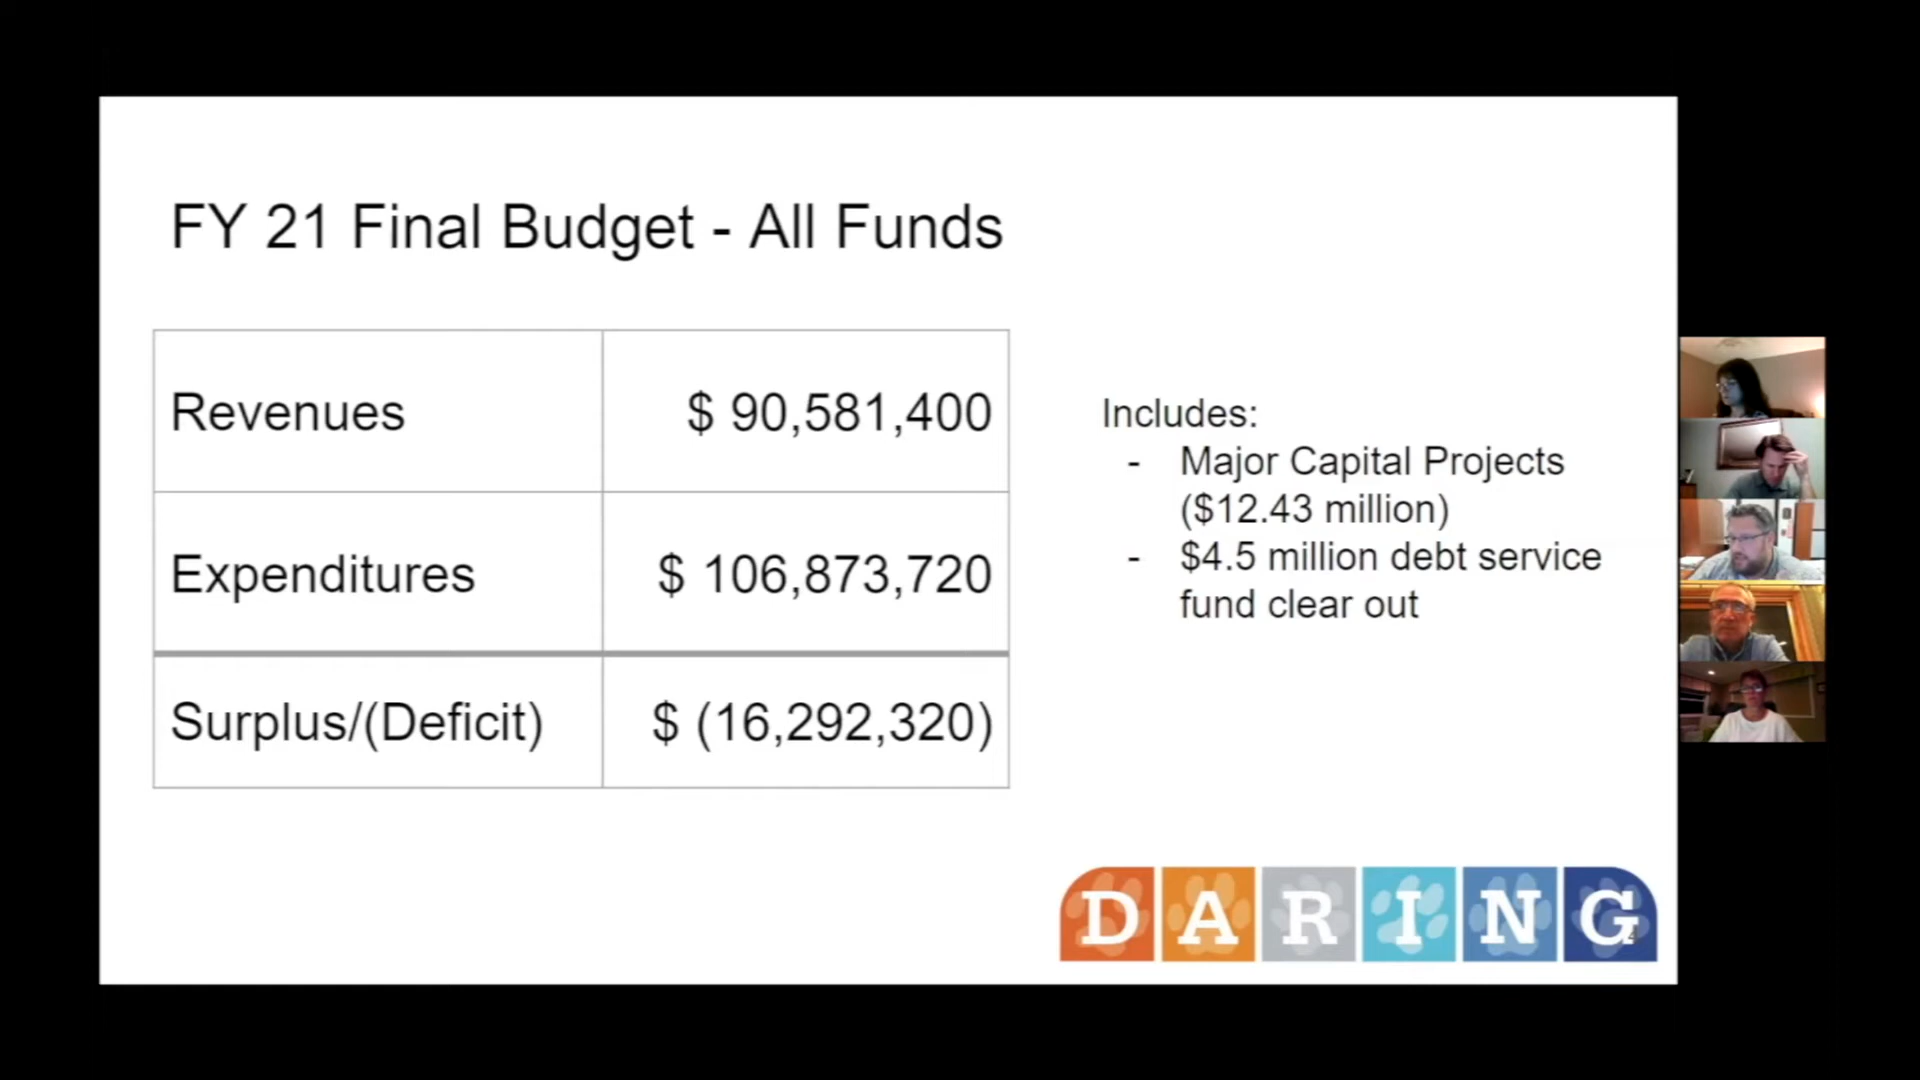 FY 21 Final Budget - All Funds
Revenues $ 90,581,400
Expenditures $ 106,873,720
Surplus/(Deficit) $ (16,292,320)
Includes:
- Major Capital Projects
($12.43 million)
- $4.5 million debt service
fund clear out
DARING